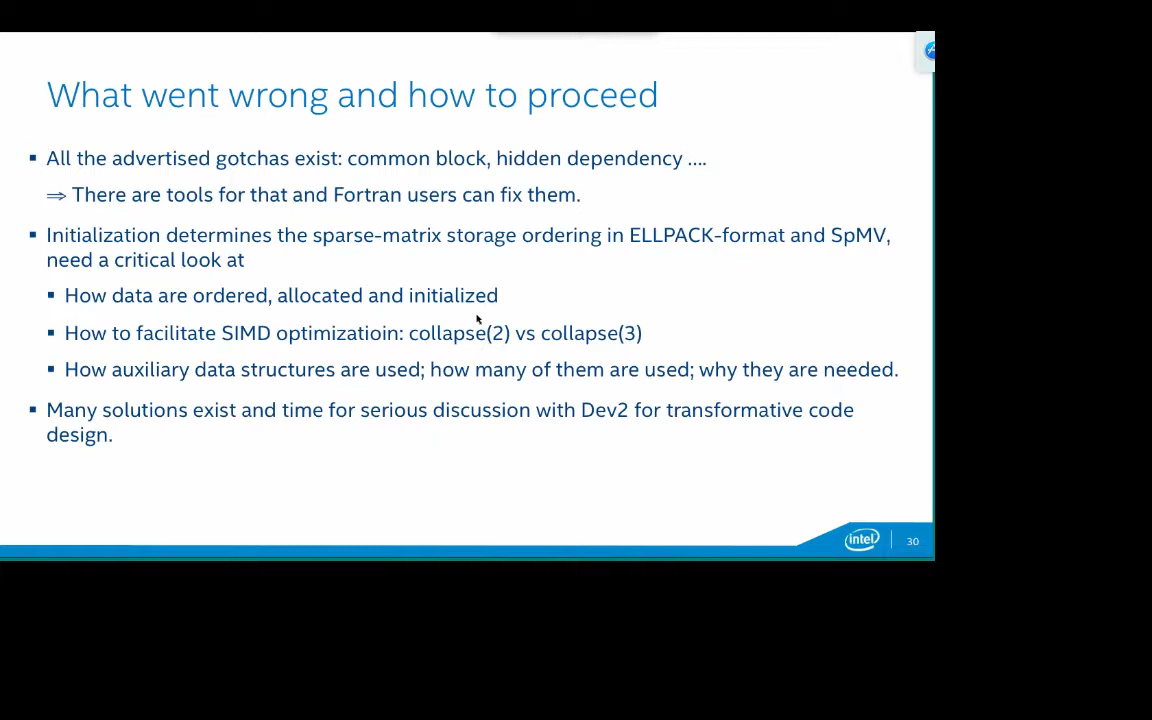 What went wrong and how to proceed
▪ All the advertised gotchas exist: common block, hidden dependency ....
⇒ There are tools for that and Fortran users can fix them.
▪ Initialization determines the sparse-matrix storage ordering in ELLPACK-format and SpMV,
need a critical look at
▪ How data are ordered, allocated and initialized
▪ How to facilitate SIMD optimizatioin: collapse(2) vs collapse(3)
▪ How auxiliary data structures are used; how many of them are used; why they are needed.
▪ Many solutions exist and time for serious discussion with Dev2 for transformative code
design.
intel 30